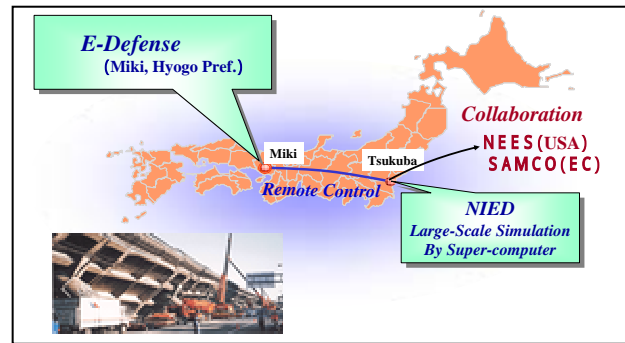 E-Defense
(Miki, Hyogo Pref.)
Collaboration
NEES(USA)
SAMCO(EC)
Miki
Tsukuba
Remote Control
NIED
Large-Scale Simulation
By Super-computer